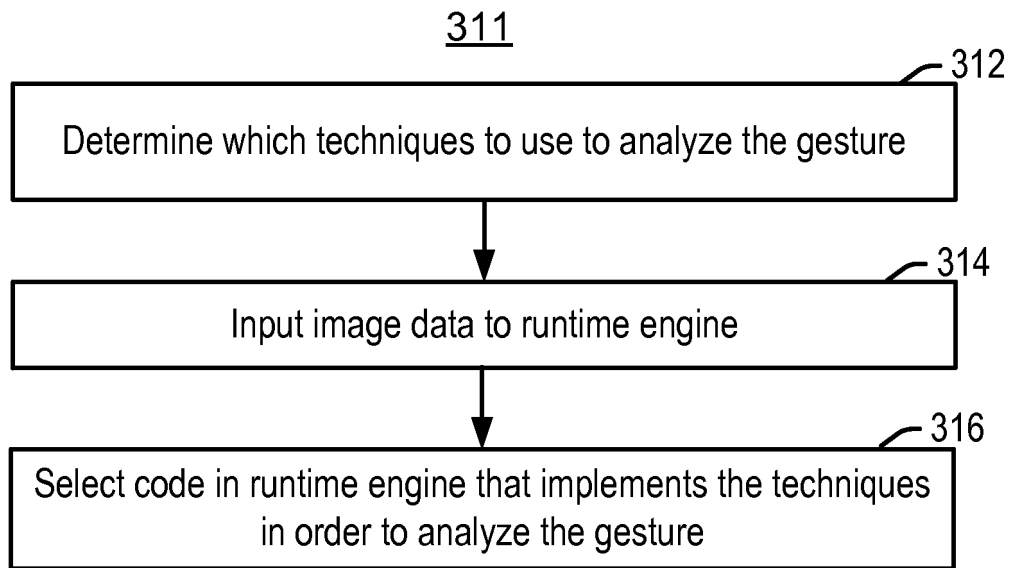 311
312
Determine which techniques to use to analyze the gesture
314
Input image data to runtime engine
316
Select code in runtime engine that implements the techniques
in order to analyze the gesture